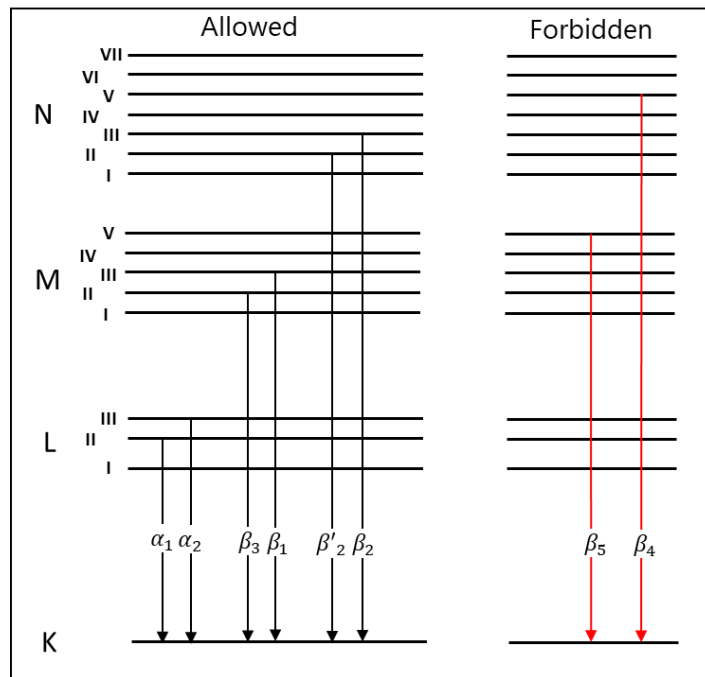 Allowed Forbidden
VII
VI
V
N IV
III
II
I
V
IV
M III
II
I
III
L II
I
α₁ α₂ β₃ β₁ β'₂ β₂ β₅ β₄
K